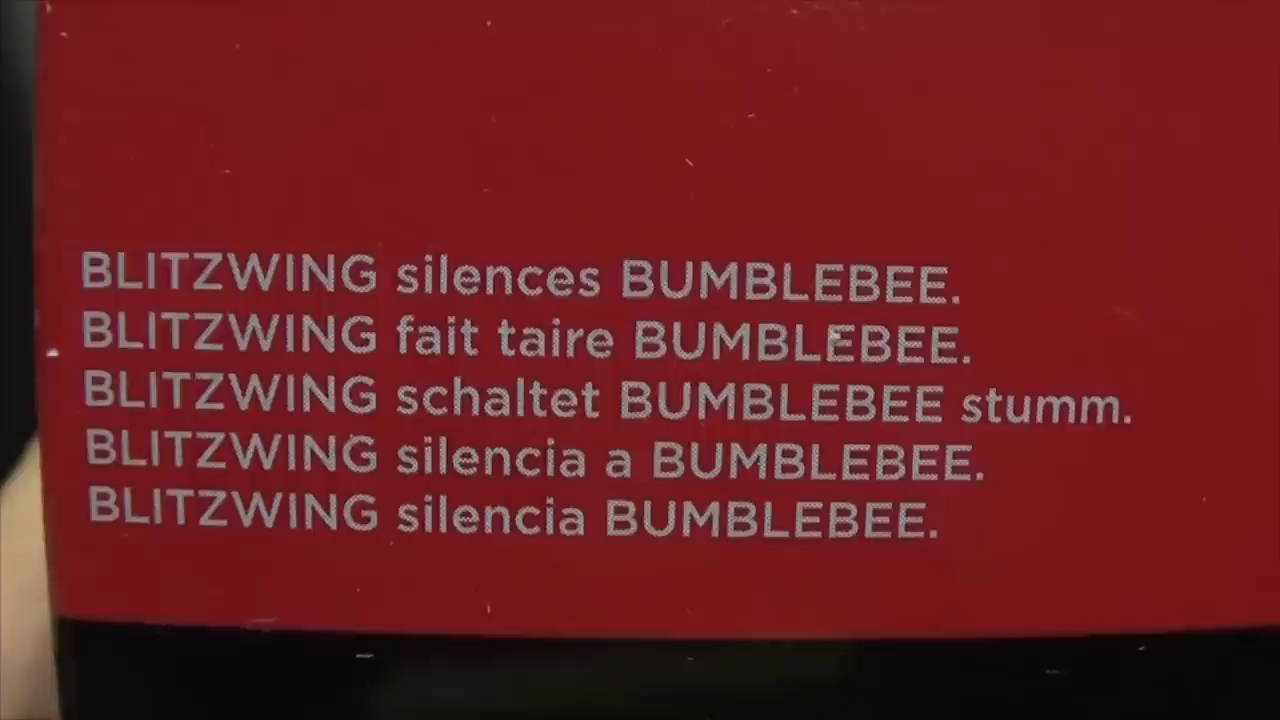 BLITZWING silences BUMBLEBEE.
BLITZWING fait taire BUMBLEBEE.
BLITZWING schaltet BUMBLEBEE stumm.
BLITZWING silencia a BUMBLEBEE.
BLITZWING silencia BUMBLEBEE.